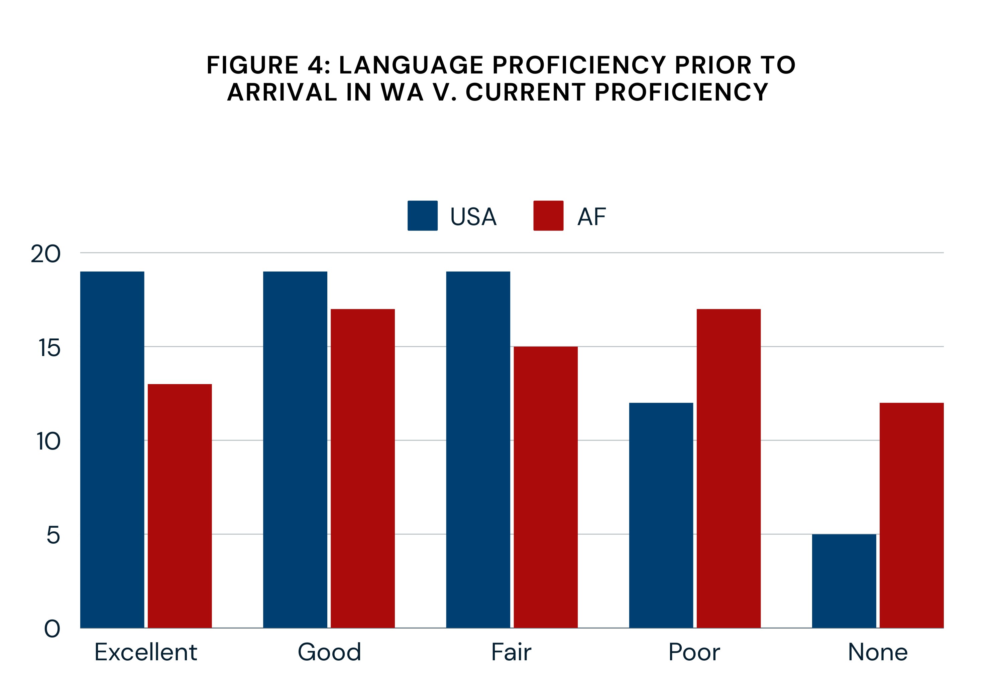 FIGURE 4: LANGUAGE PROFICIENCY PRIOR TO
ARRIVAL IN WA V. CURRENT PROFICIENCY
USA AF
20
15
10
5
0
Excellent Good Fair Poor None